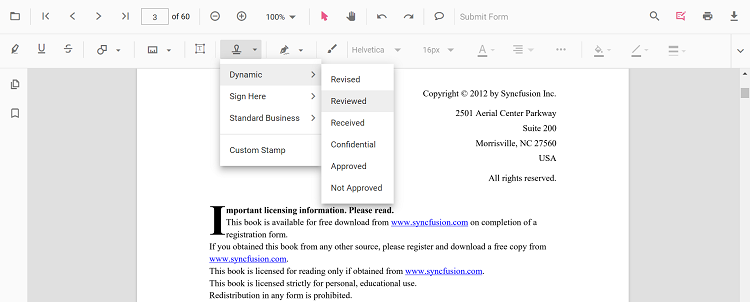 3 of 60
100%
Submit Form
T
Helvetica
16px
A
Dynamic
Sign Here
Standard Business
Custom Stamp
Revised
Reviewed
Received
Confidential
Approved
Not Approved
Copyright © 2012 by Syncfusion Inc.
2501 Aerial Center Parkway
Suite 200
Morrisville, NC 27560
USA
All rights reserved.
Important licensing information. Please read.
This book is available for free download from www.syncfusion.com on completion of a
registration form.
If you obtained this book from any other source, please register and download a free copy from
www.syncfusion.com.
This book is licensed for reading only if obtained from www.syncfusion.com.
This book is licensed strictly for personal, educational use.
Redistribution in any form is prohibited.